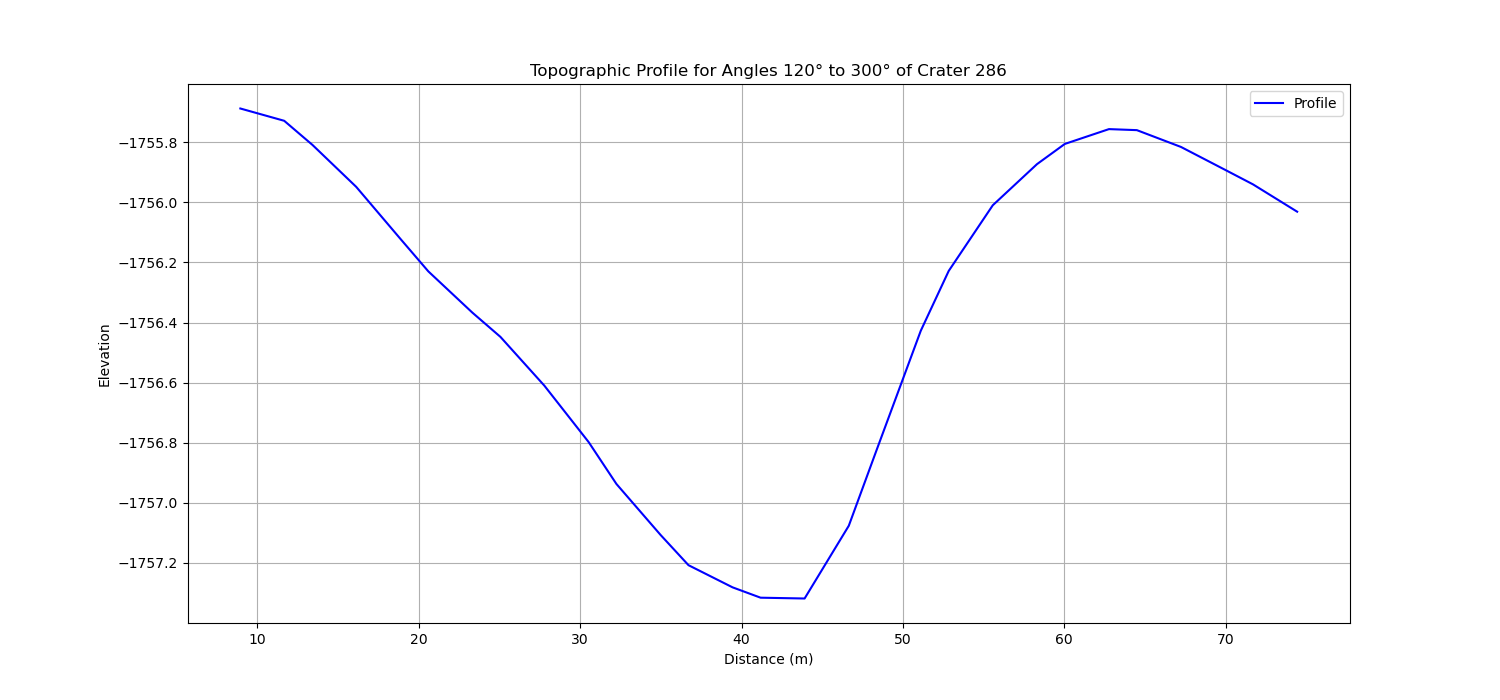 Topographic Profile for Angles 120° to 300° of Crater 286
Profile
−1755.8
−1756.0
−1756.2
−1756.4
−1756.6
−1756.8
−1757.0
−1757.2
Elevation
10 20 30 40 50 60 70
Distance (m)